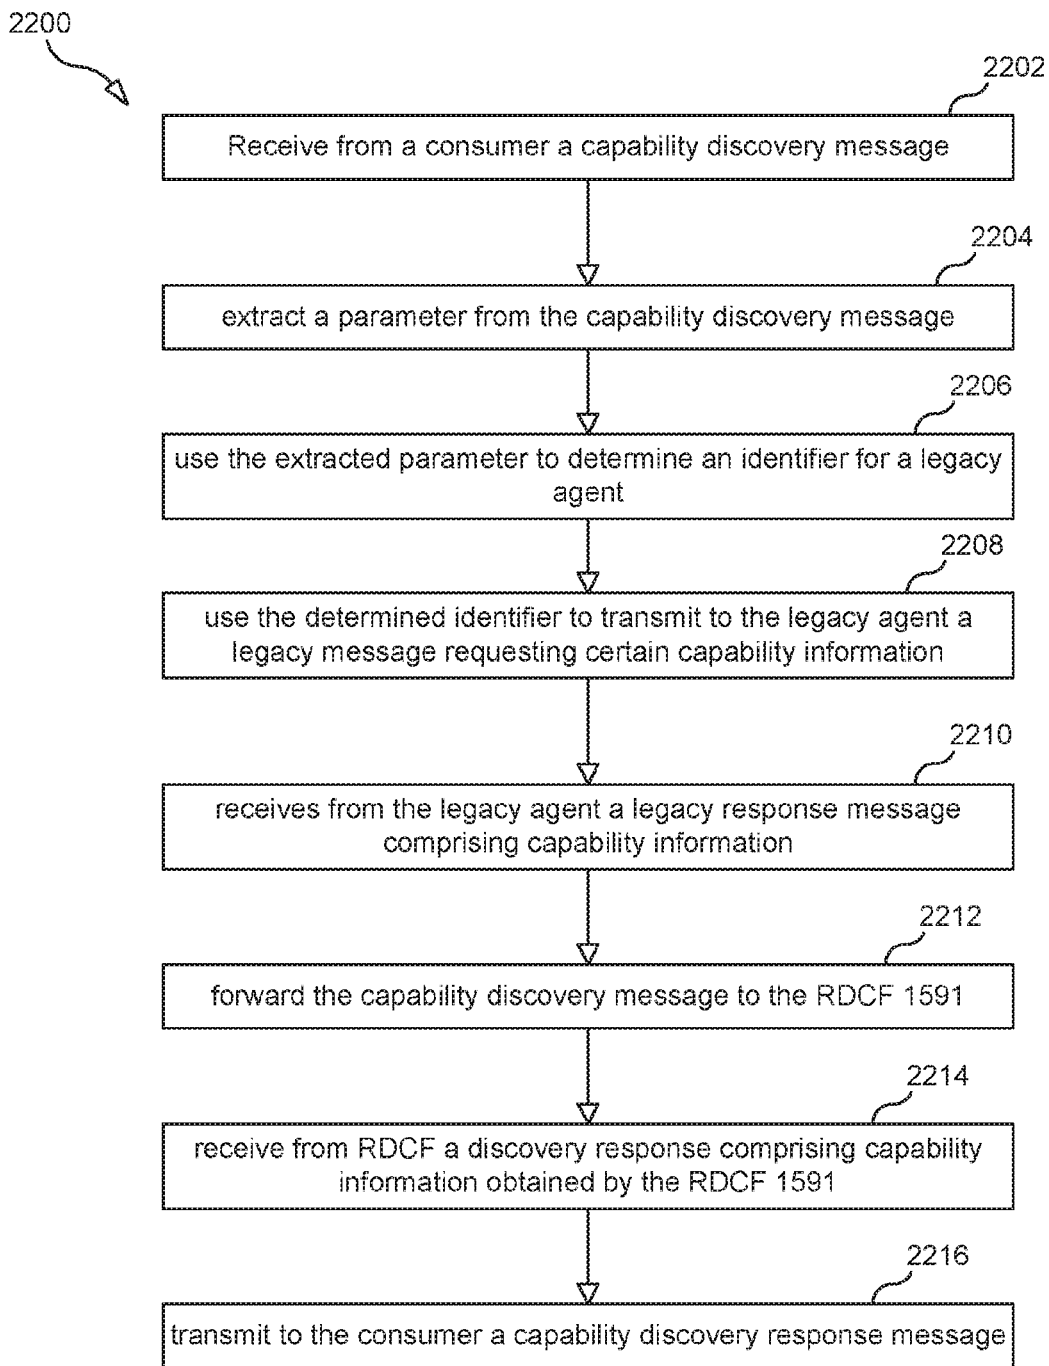 2200
2202
Receive from a consumer a capability discovery message
2204
extract a parameter from the capability discovery message
2206
use the extracted parameter to determine an identifier for a legacy
agent
2208
use the determined identifier to transmit to the legacy agent a
legacy message requesting certain capability information
2210
receives from the legacy agent a legacy response message
comprising capability information
2212
forward the capability discovery message to the RDCF 1591
2214
receive from RDCF a discovery response comprising capability
information obtained by the RDCF 1591
2216
transmit to the consumer a capability discovery response message